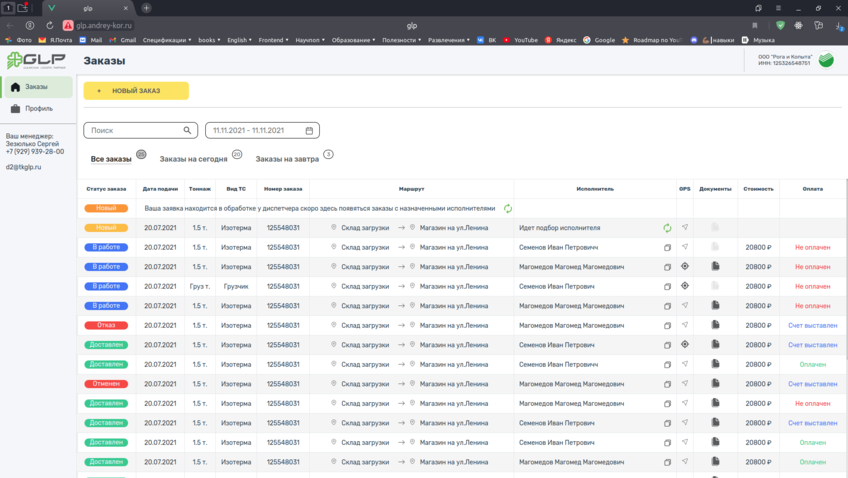 1
glp
glp.andrey-kor.ru
glp
Фото
Я.Почта
Mail
Gmail
Спецификации
books
English
Frontend
Научпоп
Образование
Полезности
Развлечения
ВК
YouTube
Яндекс
Google
Roadmap по You
навыки
Музыка
GLP
Заказы
ООО "Рога и Копыта"
ИНН: 125326548751
Заказы
Профиль
Ваш менеджер:
Зезюлько Сергей
+7 (929) 939-28-00
d2@tkglp.ru
+ НОВЫЙ ЗАКАЗ
Поиск
11.11.2021 - 11.11.2021
Все заказы
Заказы на сегодня 20
Заказы на завтра 3
Статус заказа Дата подачи Тоннаж Вид ТС Номер заказа Маршрут Исполнитель GPS Документы Стоимость Оплата
Новый Ваша заявка находится в обработке у диспетчера скоро здесь появяться заказы с назначенными исполнителями
Новый 20.07.2021 1.5 т. Изотерма 125548031 Склад загрузки → Магазин на ул.Ленина Идет подбор исполнителя
В работе 20.07.2021 1.5 т. Изотерма 125548031 Склад загрузки → Магазин на ул.Ленина Семенов Иван Петровичч 20800 ₽ Не оплачен
В работе 20.07.2021 1.5 т. Изотерма 125548031 Склад загрузки → Магазин на ул.Ленина Магомедов Магомед Магомедович 20800 ₽ Не оплачен
В работе 20.07.2021 Груз т. Грузчик 125548031 Склад загрузки → Магазин на ул.Ленина Семенов Иван Петрович 20800 ₽ Не оплачен
В работе 20.07.2021 1.5 т. Изотерма 125548031 Склад загрузки → Магазин на ул.Ленина Магомедов Магомед Магомедович 20800 ₽ Не оплачен
Отказ 20.07.2021 1.5 т. Изотерма 125548031 Склад загрузки → Магазин на ул.Ленина Магомедов Магомед Магомедович 20800 ₽ Счет выставлен
Доставлен 20.07.2021 1.5 т. Изотерма 125548031 Склад загрузки → Магазин на ул.Ленина Семенов Иван Петрович 20800 ₽ Счет выставлен
Доставлен 20.07.2021 1.5 т. Изотерма 125548031 Склад загрузки → Магазин на ул.Ленина Семенов Иван Петровичч 20800 ₽ Оплачен
Отменен 20.07.2021 1.5 т. Изотерма 125548031 Склад загрузки → Магазин на ул.Ленина Магомедов Магомед Магомедович 20800 ₽ Счет выставлен
Доставлен 20.07.2021 1.5 т. Изотерма 125548031 Склад загрузки → Магазин на ул.Ленина Магомедов Магомед Магомедович 20800 ₽ Не оплачен
Доставлен 20.07.2021 1.5 т. Изотерма 125548031 Склад загрузки → Магазин на ул.Ленина Семенов Иван Петрович 20800 ₽ Счет выставлен
Доставлен 20.07.2021 1.5 т. Изотерма 125548031 Склад загрузки → Магазин на ул.Ленина Семенов Иван Петрович 20800 ₽ Оплачен
Доставлен 20.07.2021 1.5 т. Изотерма 125548031 Склад загрузки → Магазин на ул.Ленина Магомедов Магомед Магомедович 20800 ₽ Оплачен